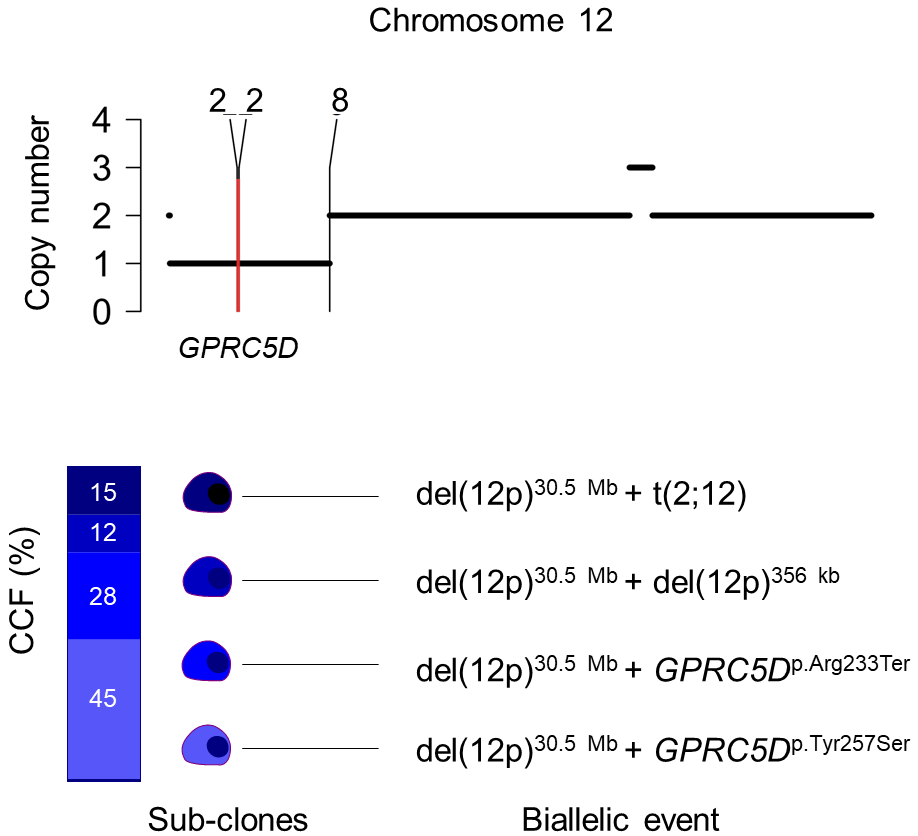 Chromosome 12
2 2 8
Copy number
4
3
2
1
0
GPRC5D
CCF (%)
15
12
28
45
del(12p)30.5 Mb + t(2;12)
del(12p)30.5 Mb + del(12p)356 kb
del(12p)30.5 Mb + GPRC5Dp.Arg233Ter
del(12p)30.5 Mb + GPRC5Dp.Tyr257Ser
Sub-clones
Biallelic event